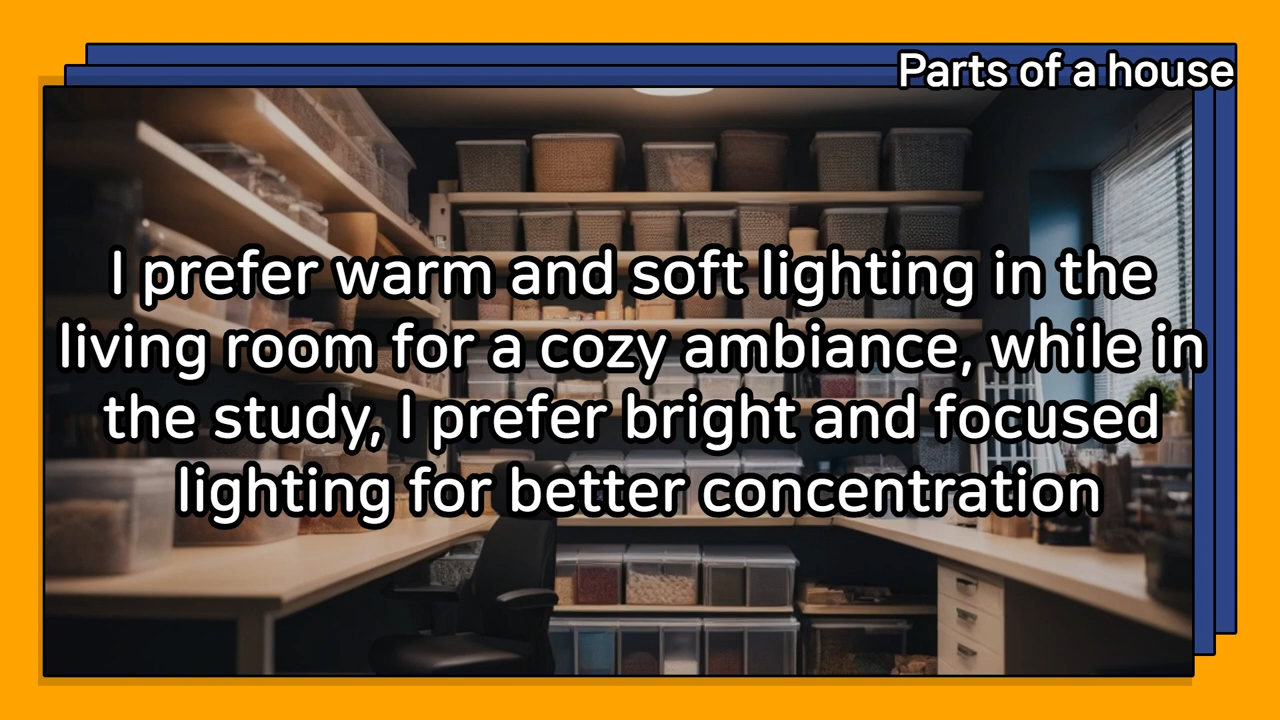 Parts of a house
I prefer warm and soft lighting in the
living room for a cozy ambiance, while in
the study, I prefer bright and focused
lighting for better concentration